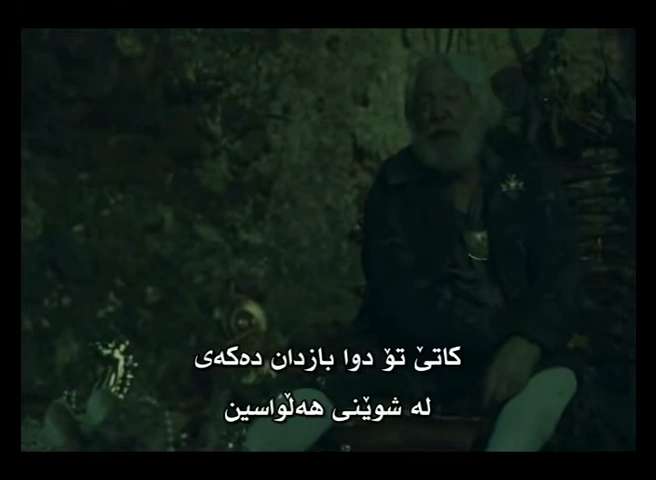 کاتێ تۆ دوا بازدان دەکەی
لە شوێنی هەڵواسین